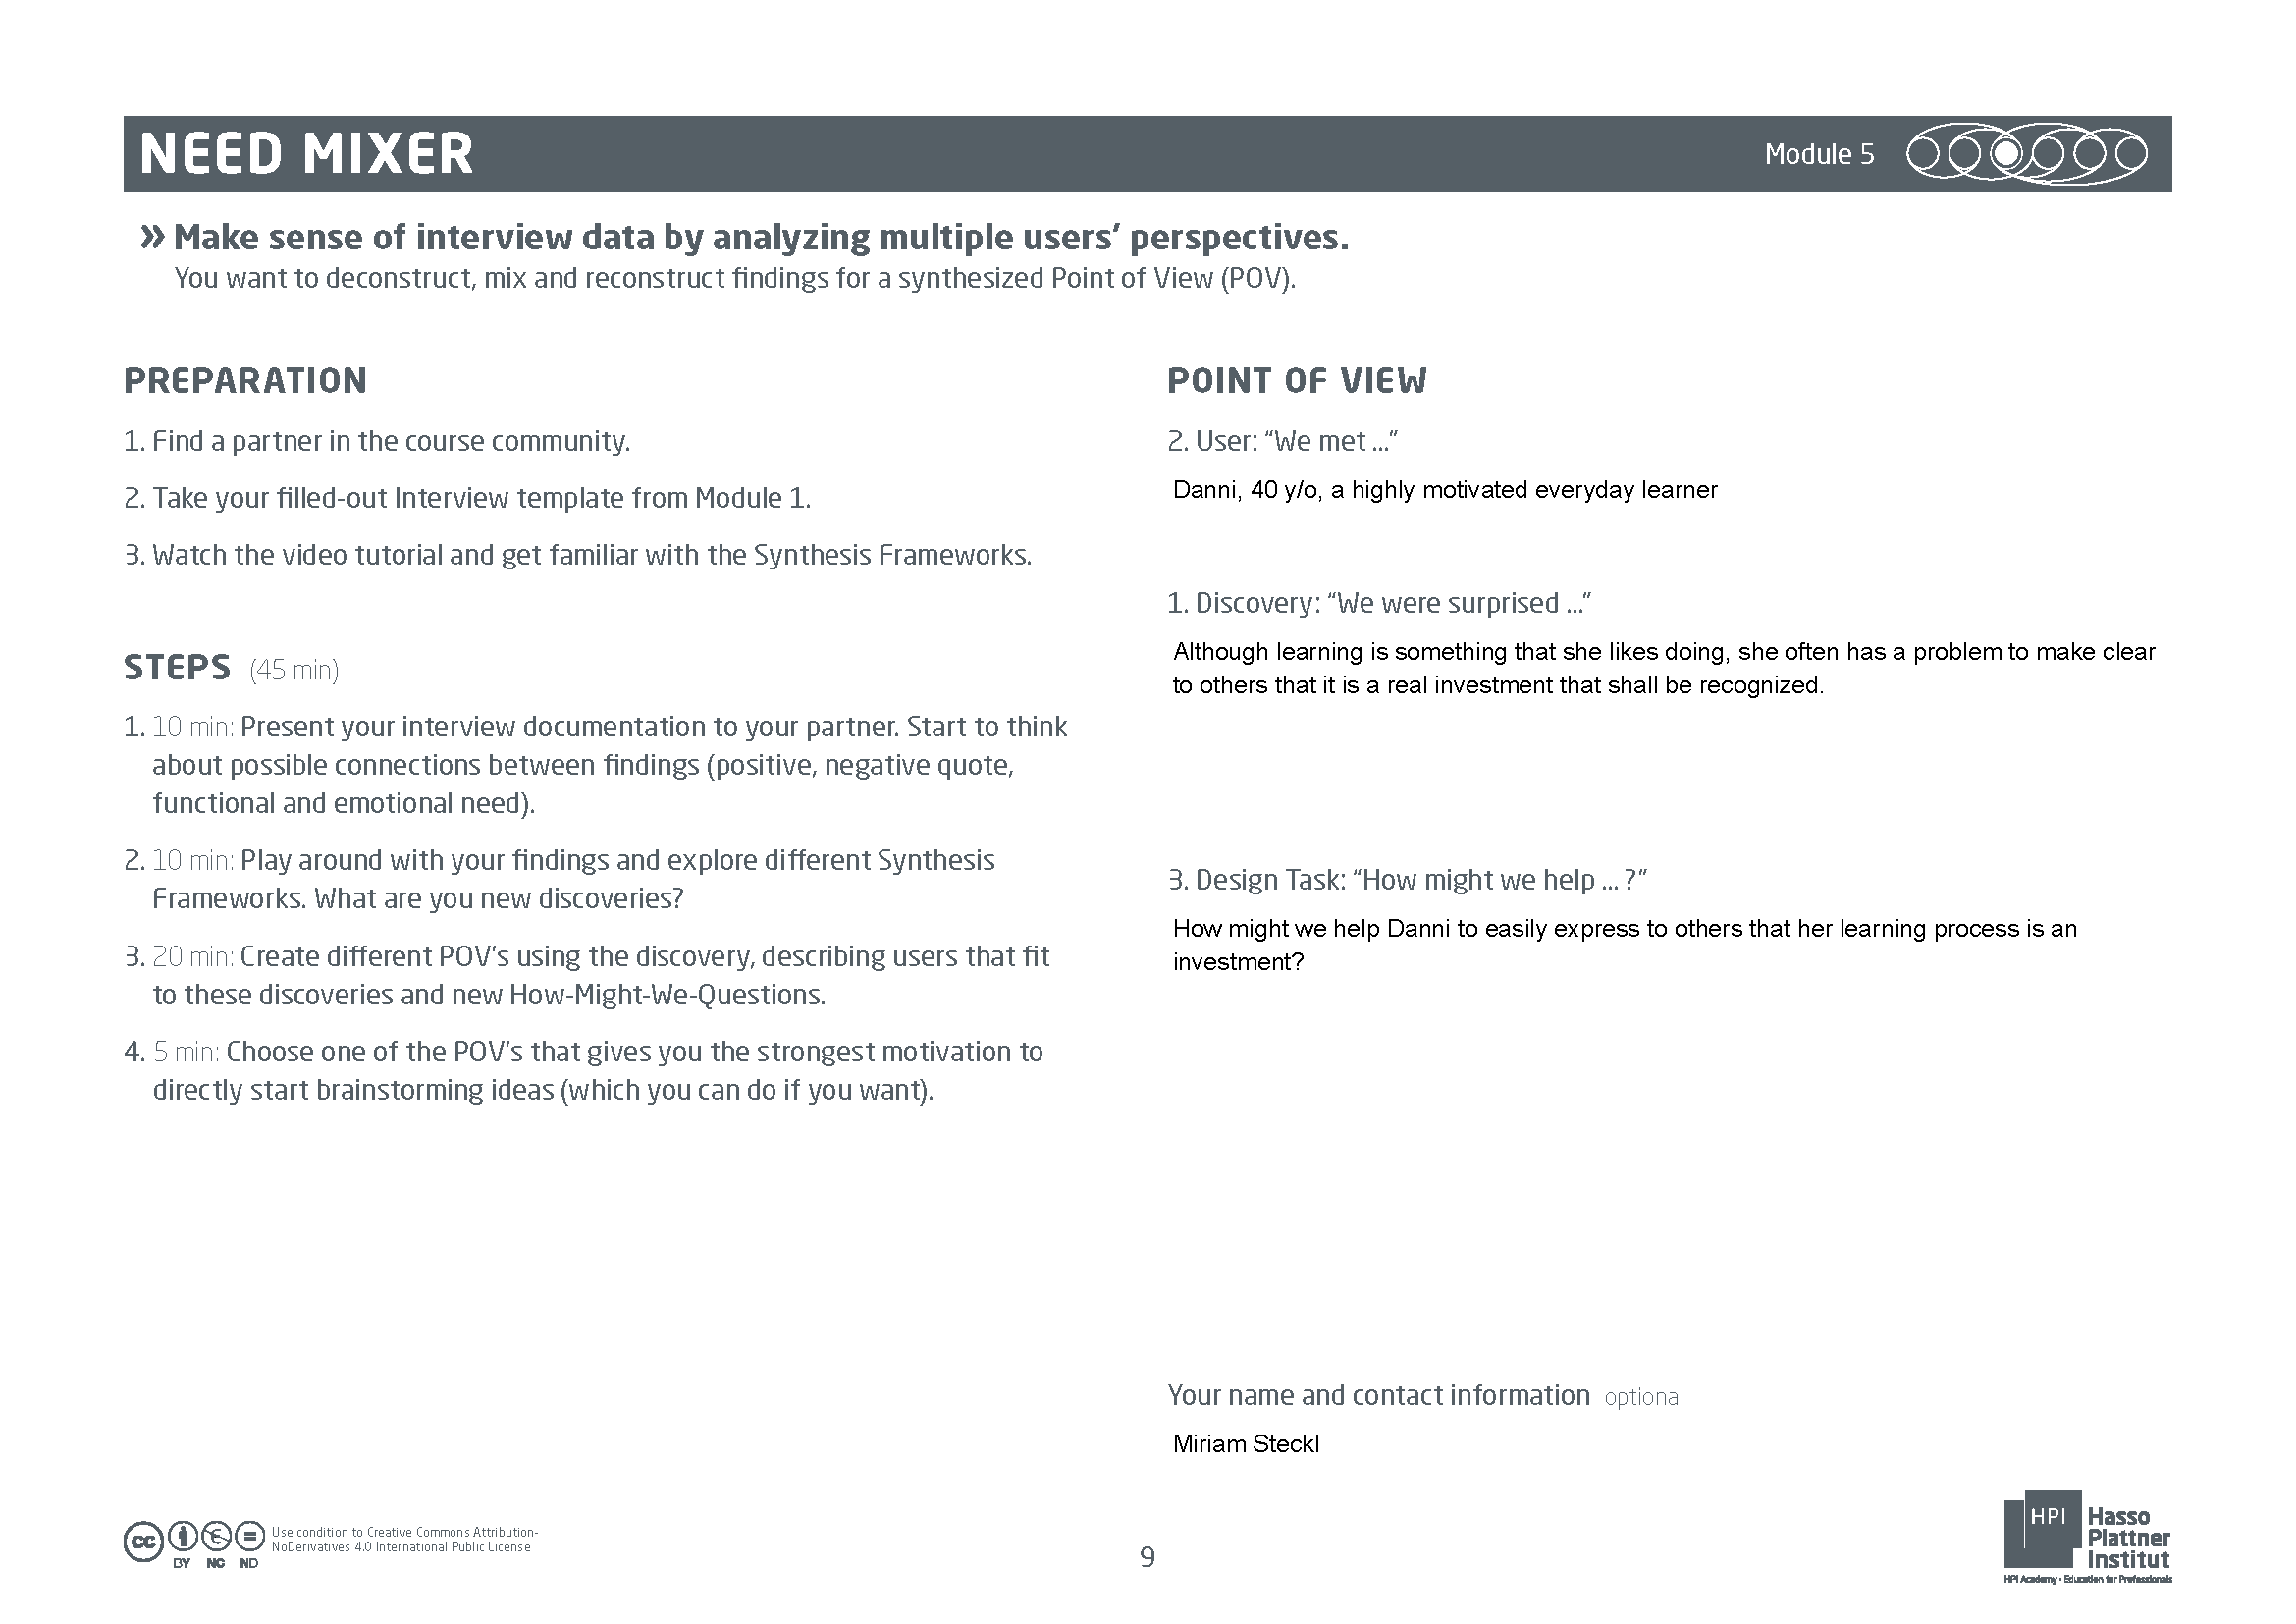 NEED MIXER
Module 5
» Make sense of interview data by analyzing multiple users’ perspectives.
You want to deconstruct, mix and reconstruct findings for a synthesized Point of View (POV).
PREPARATION
1. Find a partner in the course community.
2. Take your filled-out Interview template from Module 1.
3. Watch the video tutorial and get familiar with the Synthesis Frameworks.
STEPS (45 min)
1. 10 min: Present your interview documentation to your partner. Start to think
about possible connections between findings (positive, negative quote,
functional and emotional need).
2. 10 min: Play around with your findings and explore different Synthesis
Frameworks. What are you new discoveries?
3. 20 min: Create different POV’s using the discovery, describing users that fit
to these discoveries and new How-Might-We-Questions.
4. 5 min: Choose one of the POV’s that gives you the strongest motivation to
directly start brainstorming ideas (which you can do if you want).
POINT OF VIEW
2. User: “We met ...”
Danni, 40 y/o, a highly motivated everyday learner
1. Discovery: “We were surprised ...”
Although learning is something that she likes doing, she often has a problem to make clear
to others that it is a real investment that shall be recognized.
3. Design Task: “How might we help ... ?”
How might we help Danni to easily express to others that her learning process is an
investment?
Your name and contact information optional
Miriam Steckl
cc
BY NC ND
Use condition to Creative Commons Attribution-
NoDerivatives 4.0 International Public License
9
HPI
Hasso
Plattner
Institut
HPI Academy • Education for Professionals